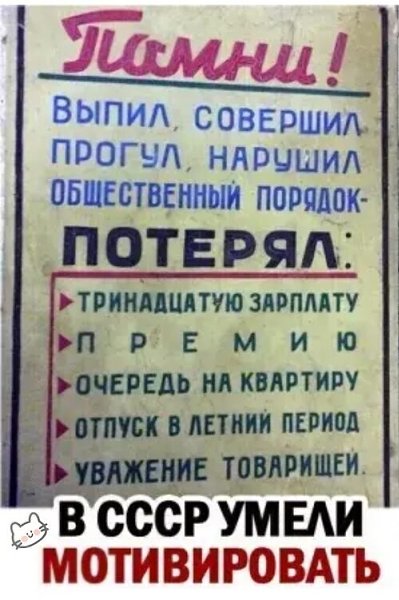 Помни!
ВЫПИЛ, СОВЕРШИЛ
ПРОГУЛ, НАРУШИЛ
ОБЩЕСТВЕННЫЙ ПОРЯДОК-
ПОТЕРЯЛ:
ТРИНАДЦАТУЮ ЗАРПЛАТУ
ПРЕМИЮ
ОЧЕРЕДЬ НА КВАРТИРУ
ОТПУСК В ЛЕТНИЙ ПЕРИОД
УВАЖЕНИЕ ТОВАРИЩЕЙ.
В СССР УМЕЛИ
МОТИВИРОВАТЬ